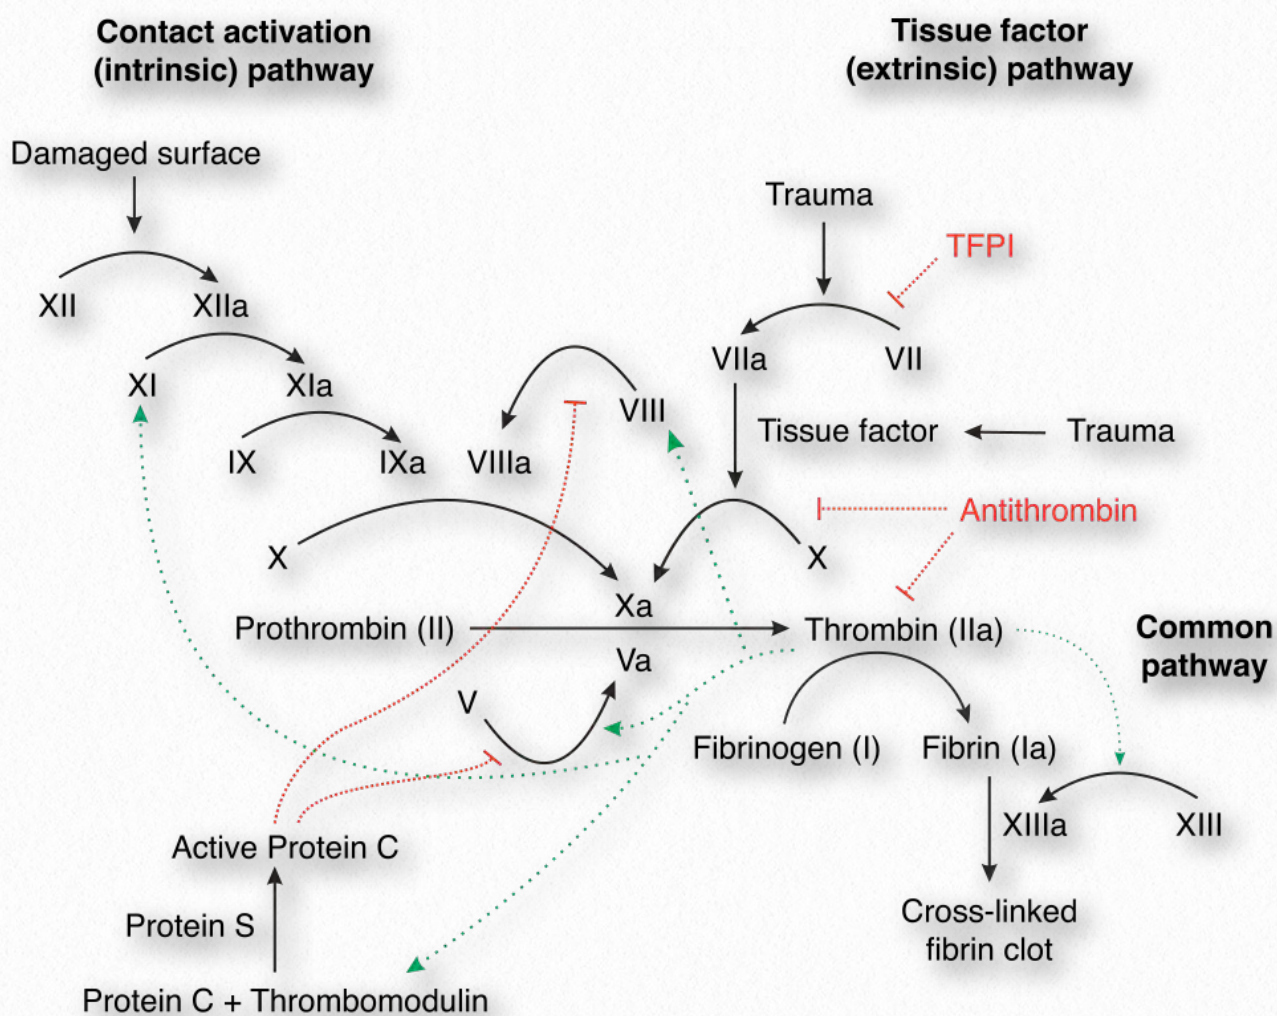 Contact activation
(intrinsic) pathway
Tissue factor
(extrinsic) pathway
Damaged surface
Trauma
TFPI
XII
XIIa
VIIa
VII
XI
XIa
VIII
Tissue factor
Trauma
IX
IXa
VIIIa
Antithrombin
X
X
Xa
Prothrombin (II)
Thrombin (IIa)
Common
pathway
Va
V
Fibrinogen (I)
Fibrin (Ia)
XIIIa
XIII
Active Protein C
Cross-linked
fibrin clot
Protein S
Protein C + Thrombomodulin